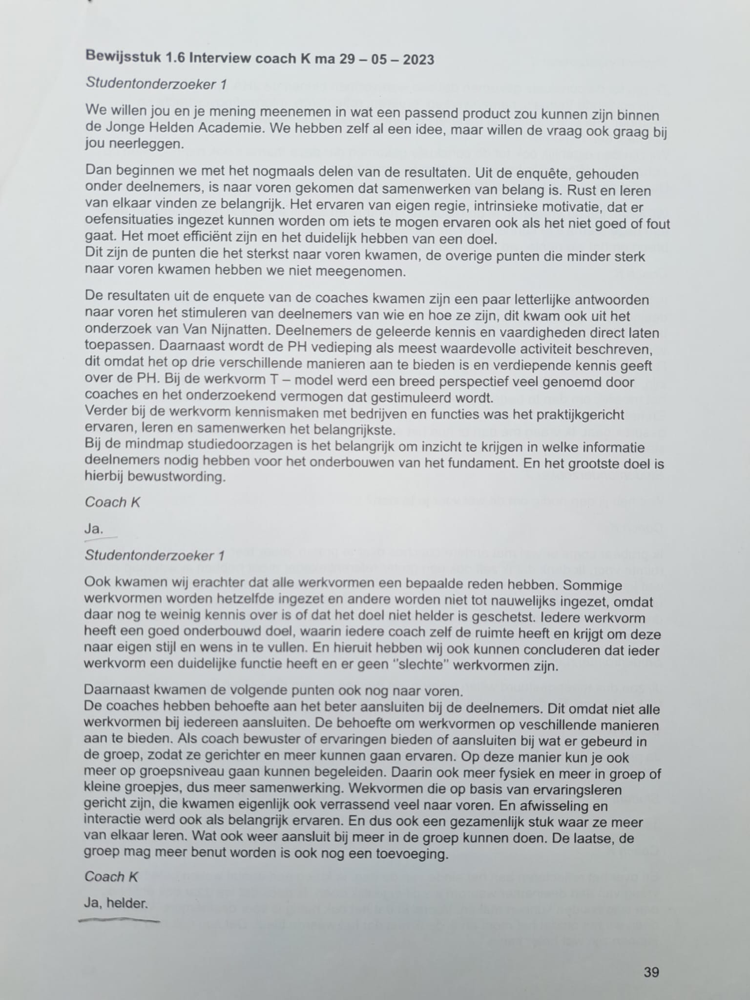 Bewijsstuk 1.6 Interview coach K ma 29 – 05 – 2023
Studentonderzoeker 1
We willen jou en je mening meenemen in wat een passend product zou kunnen zijn binnen
de Jonge Helden Academie. We hebben zelf al een idee, maar willen de vraag ook graag bij
jou neerleggen.
Dan beginnen we met het nogmaals delen van de resultaten. Uit de enquête, gehouden
onder deelnemers, is naar voren gekomen dat samenwerken van belang is. Rust en leren
van elkaar vinden ze belangrijk. Het ervaren van eigen regie, intrinsieke motivatie, dat er
oefensituaties ingezet kunnen worden om iets te mogen ervaren ook als het niet goed of fout
gaat. Het moet efficiënt zijn en het duidelijk hebben van een doel.
Dit zijn de punten die het sterkst naar voren kwamen, de overige punten die minder sterk
naar voren kwamen hebben we niet meegenomen.
De resultaten uit de enquete van de coaches kwamen zijn een paar letterlijke antwoorden
naar voren het stimuleren van deelnemers van wie en hoe ze zijn, dit kwam ook uit het
onderzoek van Van Nijnatten. Deelnemers de geleerde kennis en vaardigheden direct laten
toepassen. Daarnaast wordt de PH vedieping als meest waardevolle activiteit beschreven,
dit omdat het op drie verschillende manieren aan te bieden is en verdiepende kennis geeft
over de PH. Bij de werkvorm T – model werd een breed perspectief veel genoemd door
coaches en het onderzoekend vermogen dat gestimuleerd wordt.
Verder bij de werkvorm kennismaken met bedrijven en functies was het praktijkgericht
ervaren, leren en samenwerken het belangrijkste.
Bij de mindmap studiedoorzagen is het belangrijk om inzicht te krijgen in welke informatie
deelnemers nodig hebben voor het onderbouwen van het fundament. En het grootste doel is
hierbij bewustwording.
Coach K
Ja.
Studentonderzoeker 1
Ook kwamen wij erachter dat alle werkvormen een bepaalde reden hebben. Sommige
werkvormen worden hetzelfde ingezet en andere worden niet tot nauwelijks ingezet, omdat
daar nog te weinig kennis over is of dat het doel niet helder is geschetst. Iedere werkvorm
heeft een goed onderbouwd doel, waarin iedere coach zelf de ruimte heeft en krijgt om deze
naar eigen stijl en wens in te vullen. En hieruit hebben wij ook kunnen concluderen dat ieder
werkvorm een duidelijke functie heeft en er geen ‘’slechte’’ werkvormen zijn.
Daarnaast kwamen de volgende punten ook nog naar voren.
De coaches hebben behoefte aan het beter aansluiten bij de deelnemers. Dit omdat niet alle
werkvormen bij iedereen aansluiten. De behoefte om werkvormen op veschillende manieren
aan te bieden. Als coach bewuster of ervaringen bieden of aansluiten bij wat er gebeurd in
de groep, zodat ze gerichter en meer kunnen gaan ervaren. Op deze manier kun je ook
meer op groepsniveau gaan kunnen begeleiden. Daarin ook meer fysiek en meer in groep of
kleine groepjes, dus meer samenwerking. Wekvormen die op basis van ervaringsleren
gericht zijn, die kwamen eigenlijk ook verrassend veel naar voren. En afwisseling en
interactie werd ook als belangrijk ervaren. En dus ook een gezamenlijk stuk waar ze meer
van elkaar leren. Wat ook weer aansluit bij meer in de groep kunnen doen. De laatse, de
groep mag meer benut worden is ook nog een toevoeging.
Coach K
Ja, helder.
39